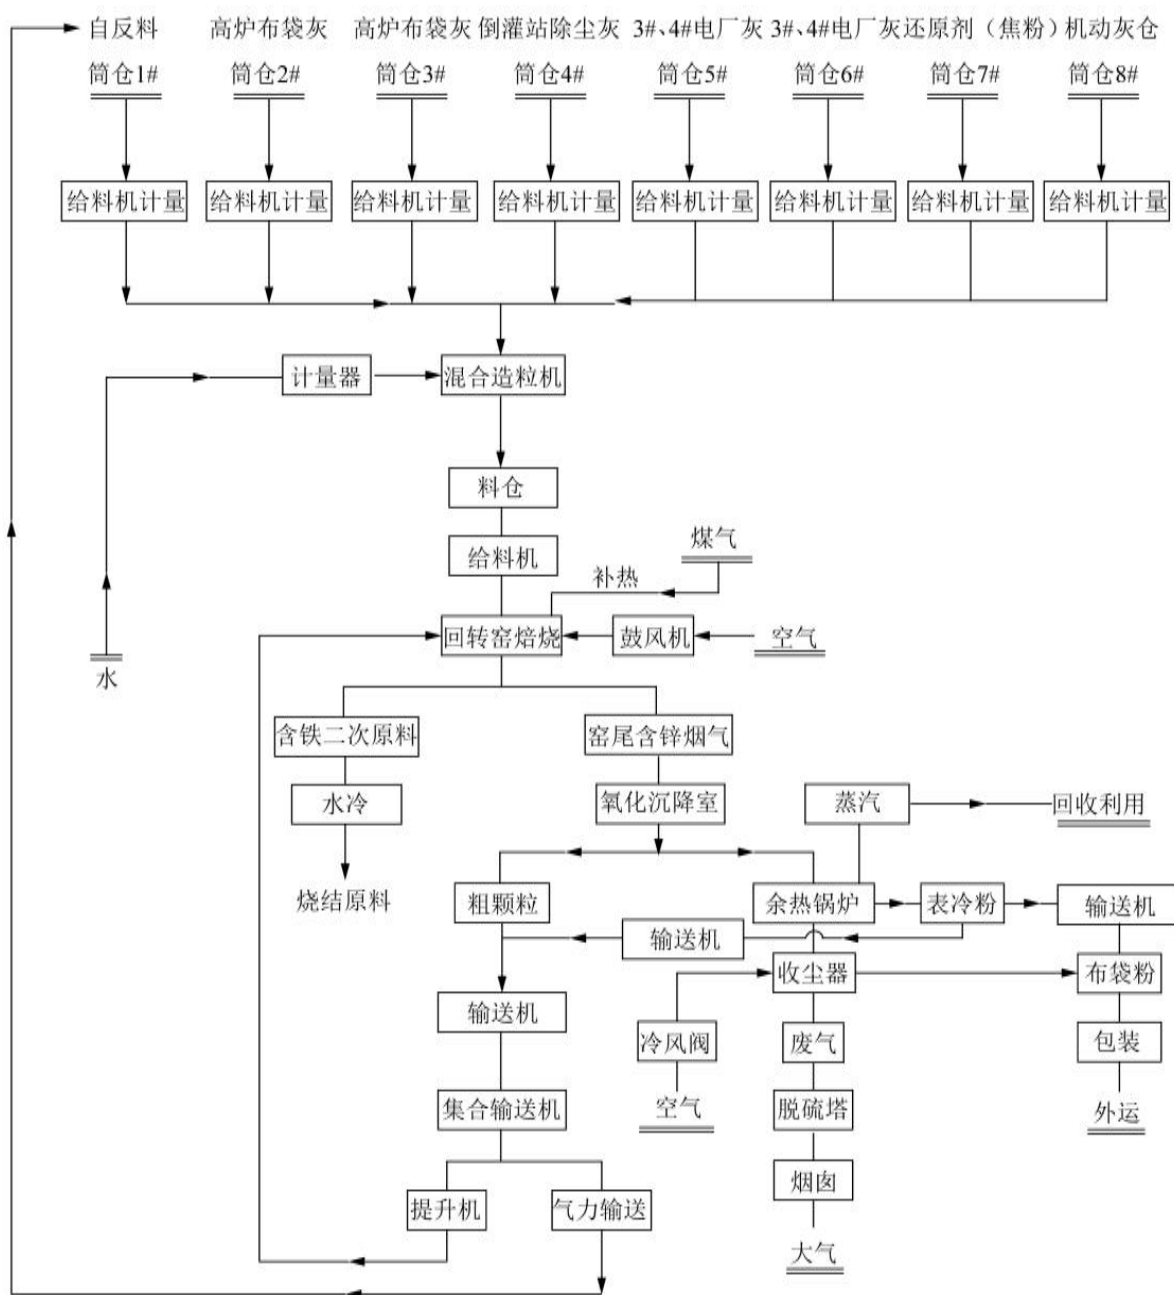 自反料 高炉布袋灰 高炉布袋灰 倒灌站除尘灰 3#、4#电厂灰 3#、4#电厂灰 还原剂（焦粉） 机动灰仓
筒仓1# 筒仓2# 筒仓3# 筒仓4# 筒仓5# 筒仓6# 筒仓7# 筒仓8#
给料机计量 给料机计量 给料机计量 给料机计量 给料机计量 给料机计量 给料机计量 给料机计量
计量器 混合造粒机
料仓
煤气
给料机
补热
回转窑焙烧 鼓风机 空气
水
含铁二次原料 窑尾含锌烟气
水冷 氧化沉降室 蒸汽 回收利用
烧结原料 粗颗粒 余热锅炉 表冷粉 输送机
输送机
收尘器 布袋粉
输送机 冷风阀 废气 包装
集合输送机 空气 脱硫塔 外运
烟囱
提升机 气力输送
大气